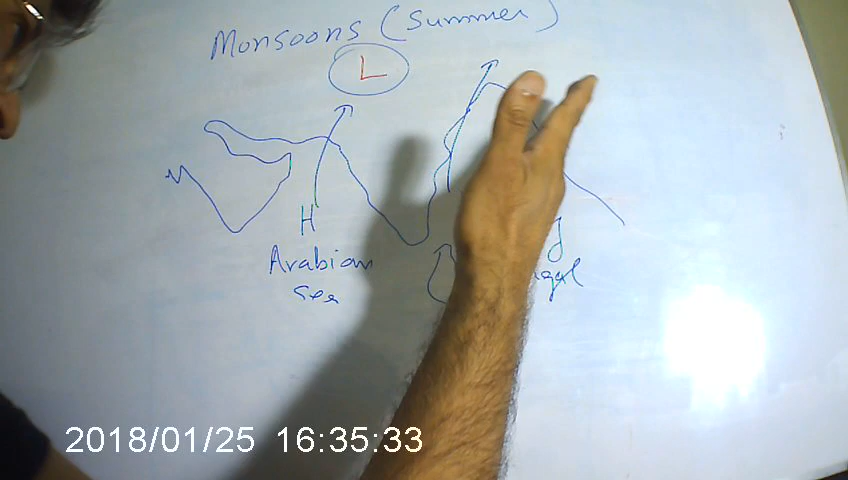 Monsoons (Summer)
L
H
Arabian
Sea
2018/01/25 16:35:33